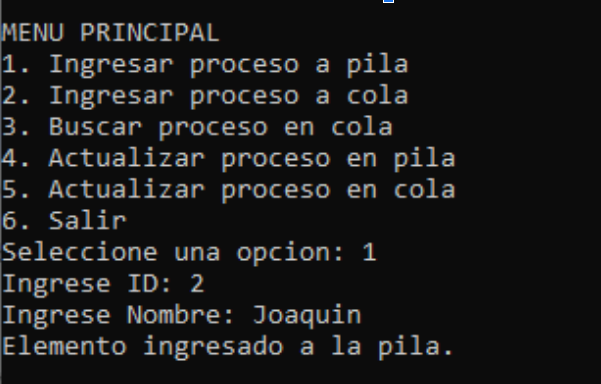 MENU PRINCIPAL
1. Ingresar proceso a pila
2. Ingresar proceso a cola
3. Buscar proceso en cola
4. Actualizar proceso en pila
5. Actualizar proceso en cola
6. Salir
Seleccione una opcion: 1
Ingrese ID: 2
Ingrese Nombre: Joaquin
Elemento ingresado a la pila.